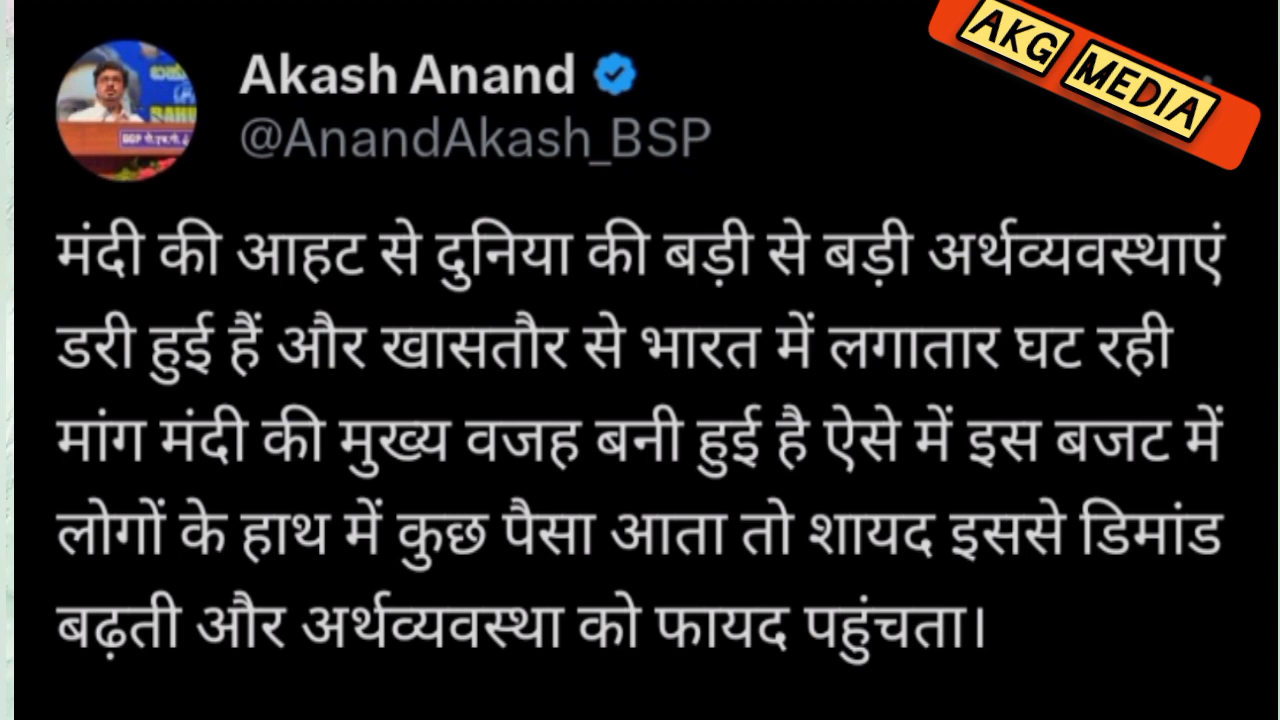 AKG MEDIA
Akash Anand
@AnandAkash_BSP
मंदी की आहट से दुनिया की बड़ी से बड़ी अर्थव्यवस्थाएं
डरी हुई हैं और खासतौर से भारत में लगातार घट रही
मांग मंदी की मुख्य वजह बनी हुई है ऐसे में इस बजट में
लोगों के हाथ में कुछ पैसा आता तो शायद इससे डिमांड
बढ़ती और अर्थव्यवस्था को फायद पहुंचता।